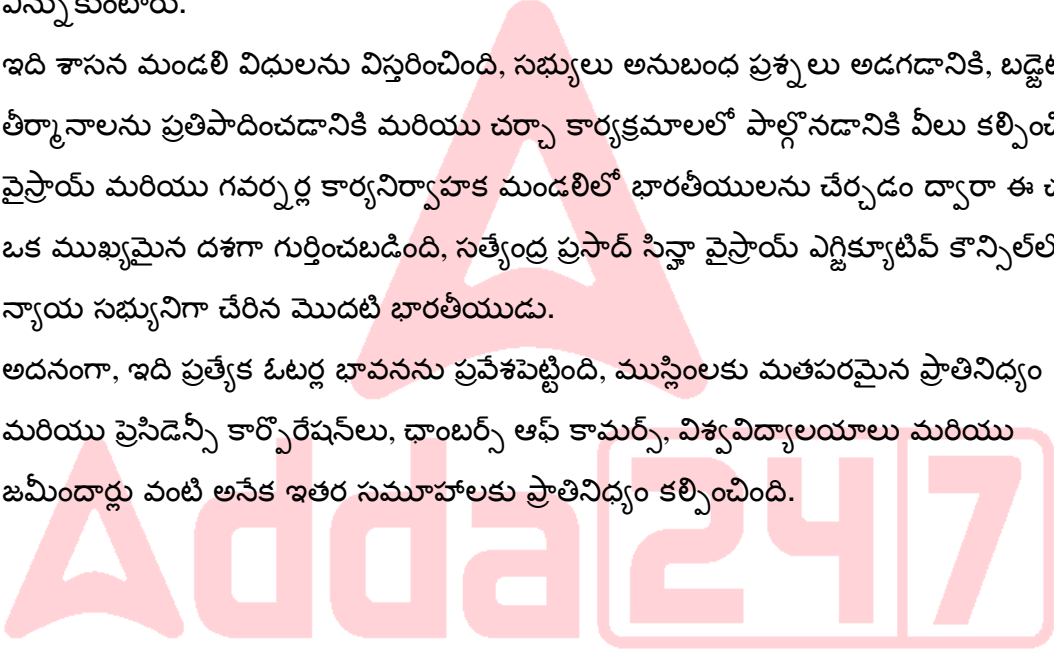 ఎన్నుకుంటారు.
ఇది శాసన మండలి విధులను విస్తరించింది, సభ్యులు అనుబంధ ప్రశ్నలు అడగడానికి, బడ్జెట్
తీర్మానాలను ప్రతిపాదించడానికి మరియు చర్చా కార్యక్రమాలలో పాల్గొనడానికి వీలు
వైస్రాయ్ మరియు గవర్నర్ల కార్యనిర్వాహక మండలిలో భారతీయులను చేర్చడం ద్వారా ఈ
ఒక ముఖ్యమైన దశగా గుర్తించబడింది, సత్యేంద్ర ప్రసాద్ సిన్హా వైస్రాయ్ ఎగ్జిక్యూటివ్ కౌన్సిల్‌లో
న్యాయ సభ్యునిగా చేరిన మొదటి భారతీయుడు.
అదనంగా, ఇది ప్రత్యేక ఓటర్ల భావనను ప్రవేశపెట్టింది, ముస్లింలకు మతపరమైన ప్రాతినిధ్యం
మరియు ప్రెసిడెన్సీ కార్పొరేషన్‌లు, ఛాంబర్స్ ఆఫ్ కామర్స్, విశ్వవిద్యాలయాలు మరియు
జమీందార్లు వంటి అనేక ఇతర సమూహాలకు ప్రాతినిధ్యం కల్పించింది.
Adda247